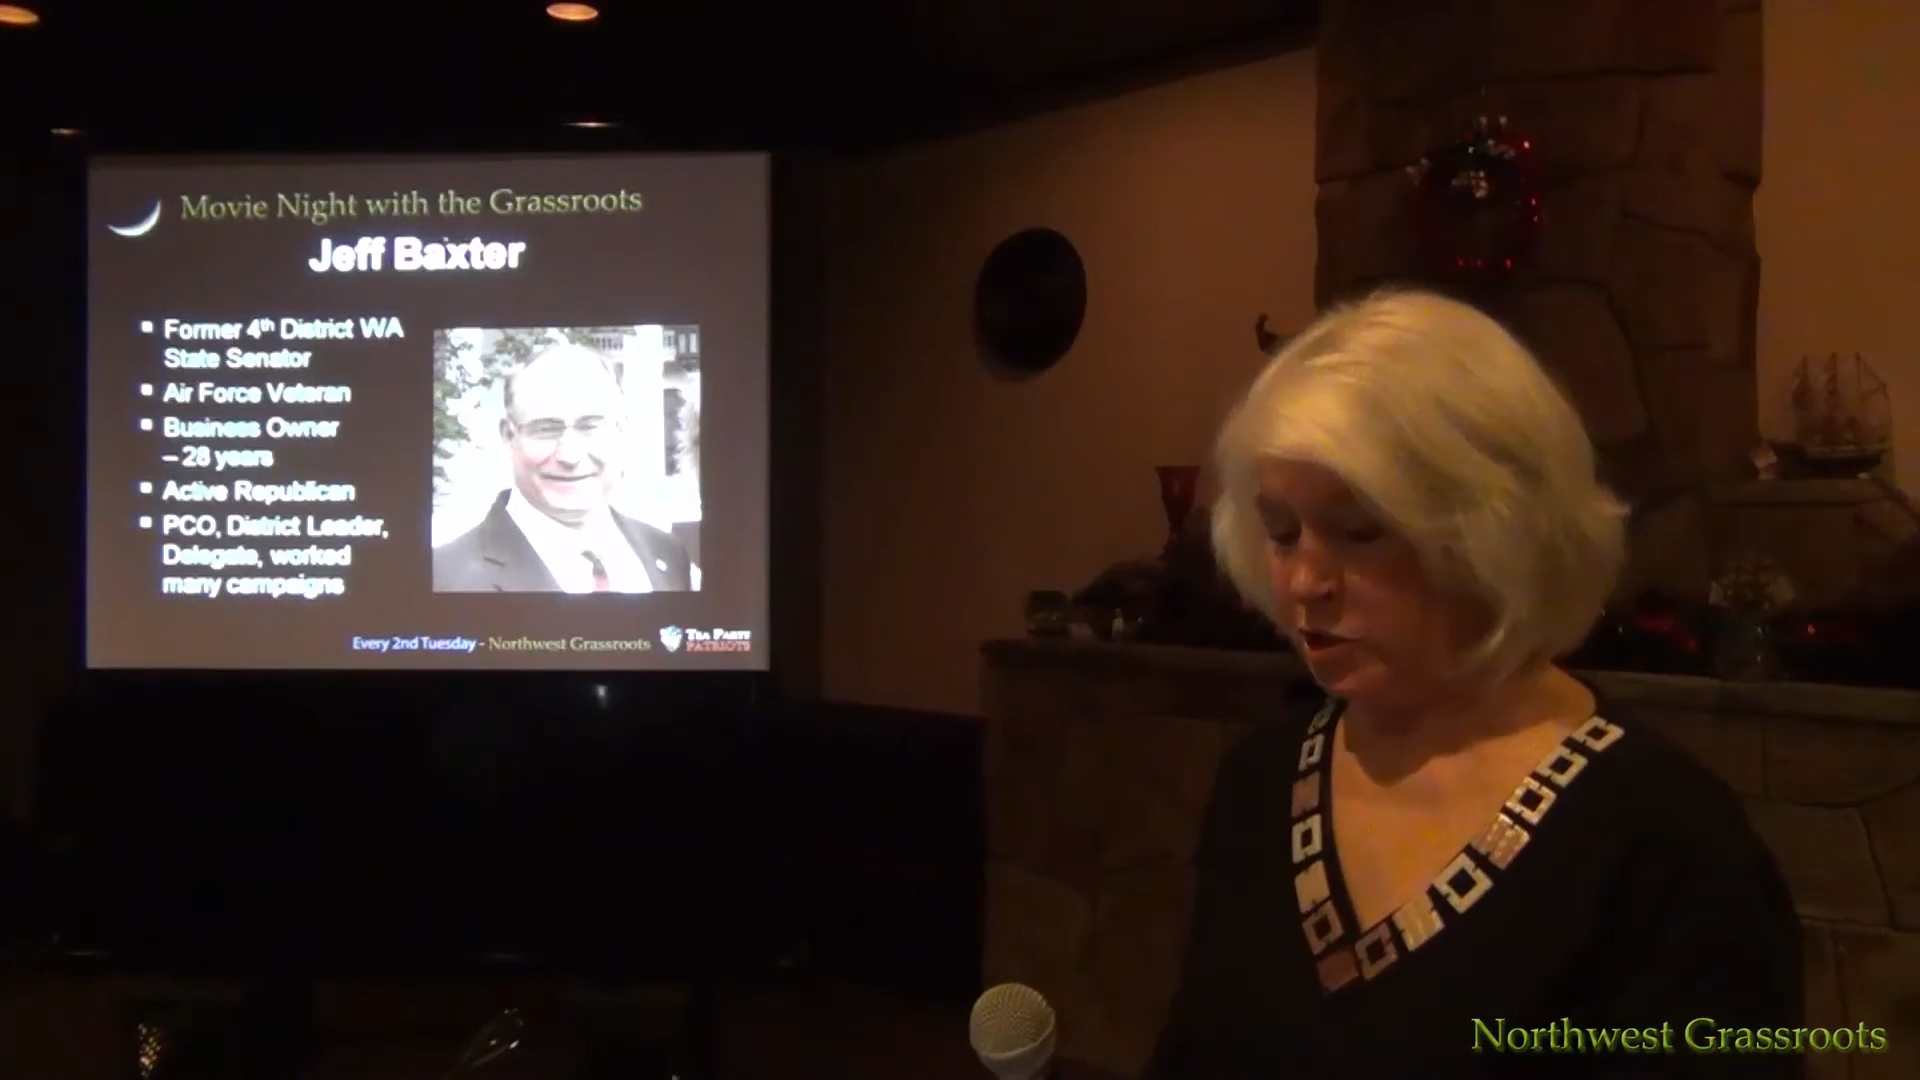 Movie Night with the Grassroots
Jeff Baxter
Former 4th District WA
State Senator
Air Force Veteran
Business Owner
– 28 years
Active Republican
PCO, District Leader,
Delegate, worked
many campaigns
Every 2nd Tuesday - Northwest Grassroots
TEA PARTY
PATRIOTS
Northwest Grassroots